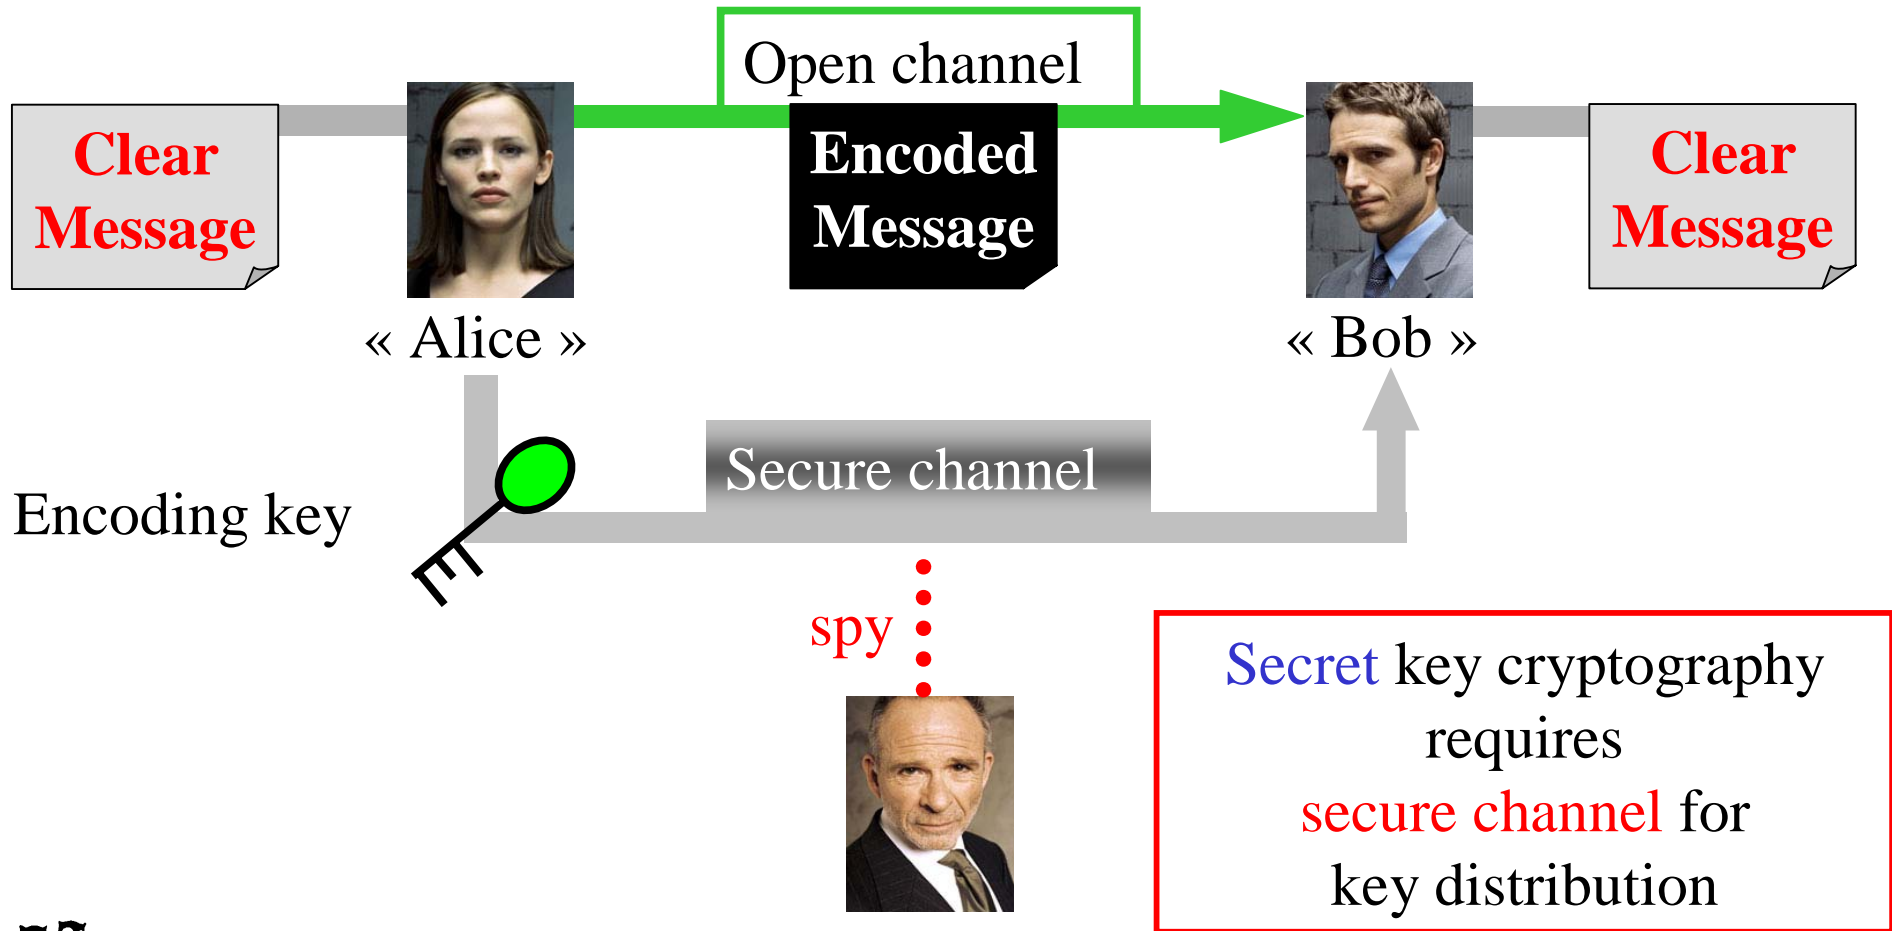 Open channel
Clear
Message
Encoded
Message
Clear
Message
« Alice »
« Bob »
Secure channel
Encoding key
spy
Secret key cryptography
requires
secure channel for
key distribution